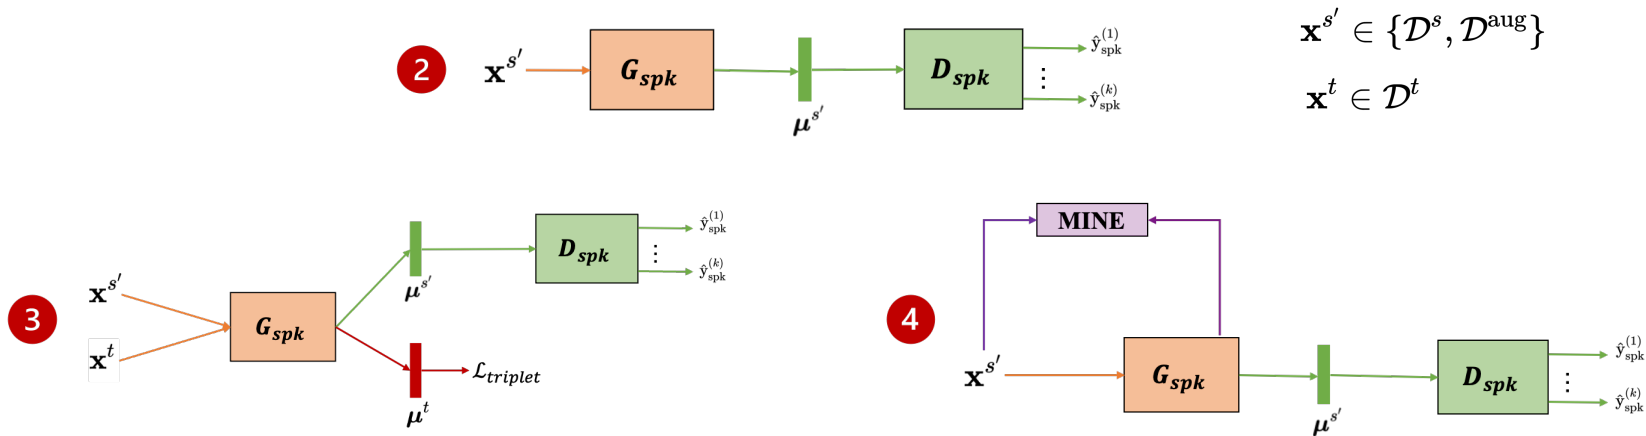 2
𝐱^{s′}
G_{spk}
μ^{s′}
D_{spk}
ŷ_{spk}^{(1)}
⋮
ŷ_{spk}^{(k)}
𝐱^{s′} ∈ {𝒟^s, 𝒟^{aug}}
𝐱^t ∈ 𝒟^t
3
𝐱^{s′}
𝐱^t
G_{spk}
μ^{s′}
D_{spk}
ŷ_{spk}^{(1)}
⋮
ŷ_{spk}^{(k)}
μ^t
ℒ_{triplet}
4
MINE
𝐱^{s′}
G_{spk}
μ^{s′}
D_{spk}
ŷ_{spk}^{(1)}
⋮
ŷ_{spk}^{(k)}